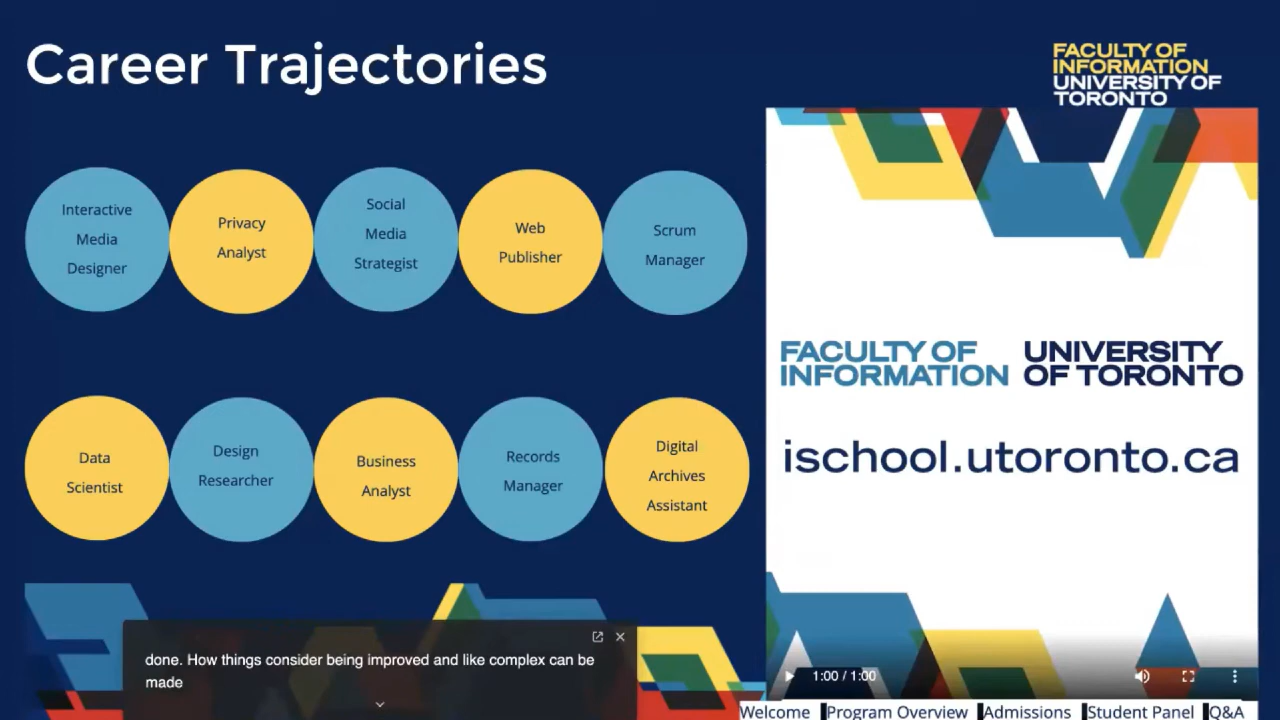 Career Trajectories
FACULTY OF
INFORMATION
UNIVERSITY OF
TORONTO
Interactive
Media
Designer
Privacy
Analyst
Social
Media
Strategist
Web
Publisher
Scrum
Manager
Data
Scientist
Design
Researcher
Business
Analyst
Records
Manager
Digital
Archives
Assistant
FACULTY OF
INFORMATION
UNIVERSITY
OF TORONTO
ischool.utoronto.ca
done. How things consider being improved and like complex can be
made
1:00 / 1:00
Welcome Program Overview Admissions Student Panel Q&A